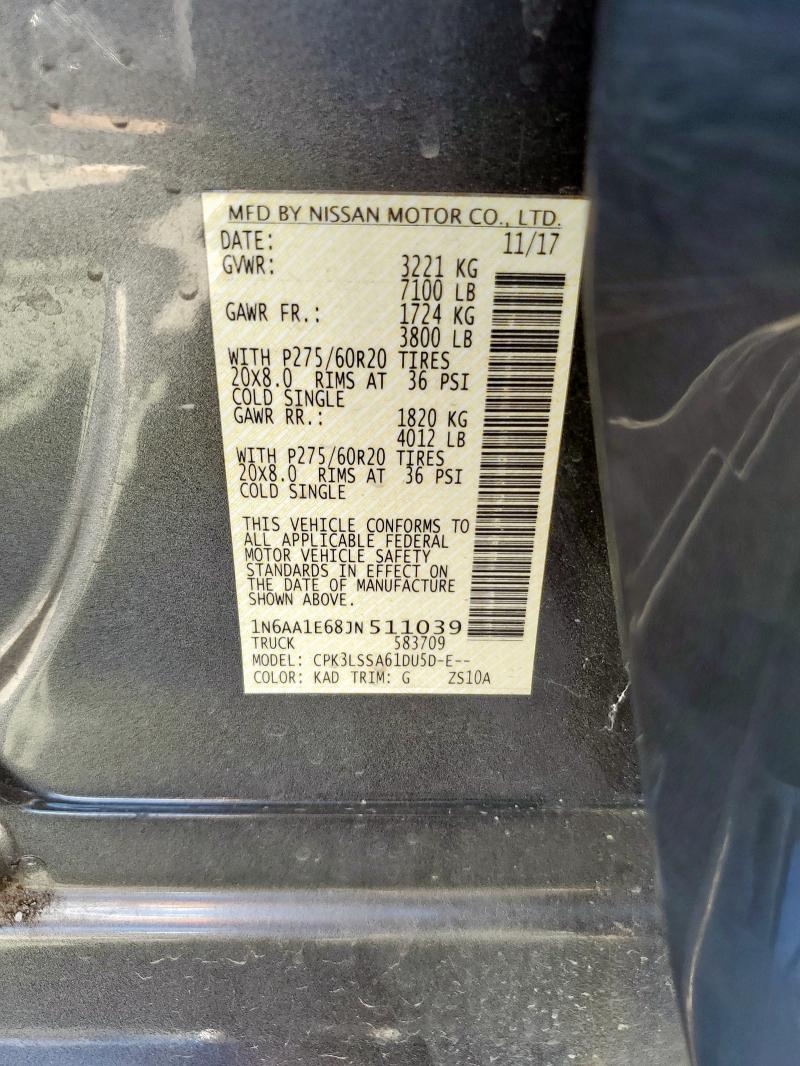 MFD BY NISSAN MOTOR CO., LTD.
DATE: 11/17
GVWR: 3221 KG
7100 LB
GAWR FR.: 1724 KG
3800 LB
WITH P275/60R20 TIRES
20X8.0 RIMS AT 36 PSI
COLD SINGLE
GAWR RR.: 1820 KG
4012 LB
WITH P275/60R20 TIRES
20X8.0 RIMS AT 36 PSI
COLD SINGLE
THIS VEHICLE CONFORMS TO
ALL APPLICABLE FEDERAL
MOTOR VEHICLE SAFETY
STANDARDS IN EFFECT ON
THE DATE OF MANUFACTURE
SHOWN ABOVE.
1N6AA1E68JN511039
TRUCK 583709
MODEL: CPK3LSSA61DU5D-E--
COLOR: KAD TRIM: G ZS10A